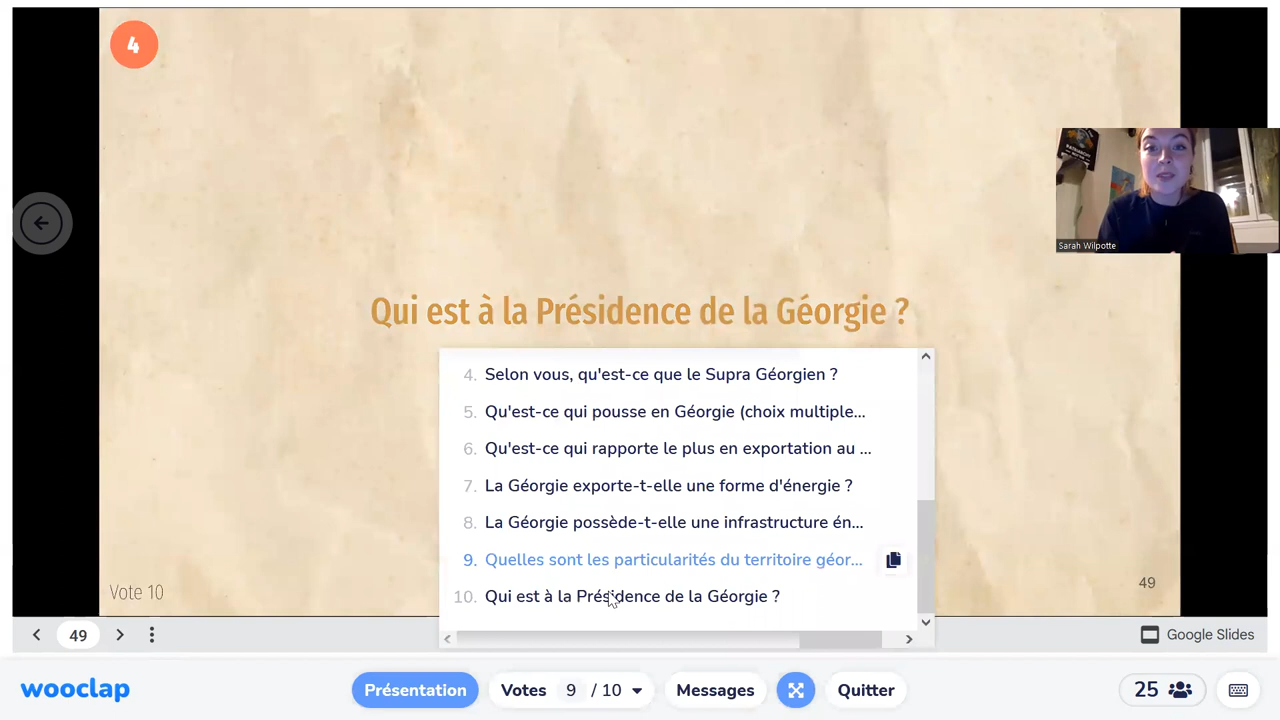 4
Sarah Wilpotte
Qui est à la Présidence de la Géorgie ?
4. Selon vous, qu'est-ce que le Supra Géorgien ?
5. Qu'est-ce qui pousse en Géorgie (choix multiple...
6. Qu'est-ce qui rapporte le plus en exportation au ...
7. La Géorgie exporte-t-elle une forme d'énergie ?
8. La Géorgie possède-t-elle une infrastructure én...
9. Quelles sont les particularités du territoire géor...
10. Qui est à la Présidence de la Géorgie ?
Vote 10
49
49
Google Slides
wooclap
Présentation
Votes 9 / 10
Messages
Quitter
25